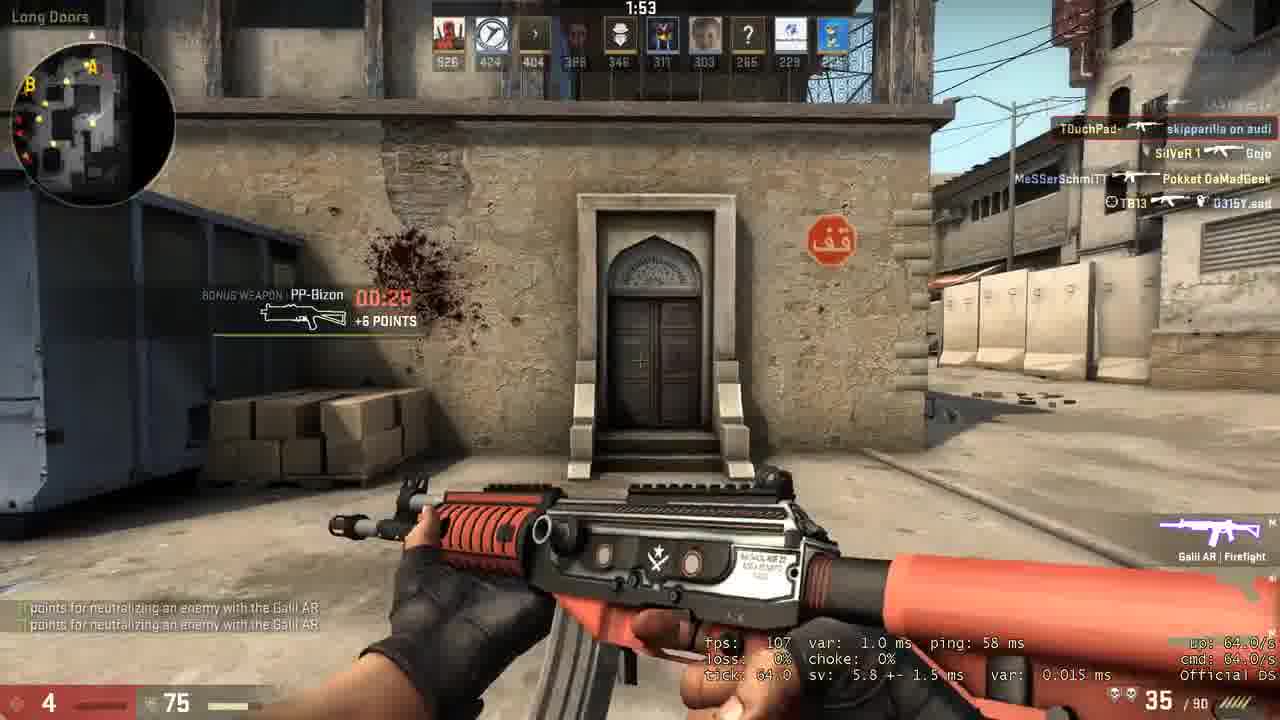 Long Doors
1:53
A
B
526 424 404 346 311 303 265 229
?
TOuchPad- skipparilla on audi
SilVeR 1 Gojo
MeSSerSchmiTT Pokket DaMadGeek
TB13 G315Y.ead
BONUS WEAPON: PP-Bizon 00:25
+6 POINTS
قف
Galil AR | Firefight
points for neutralizing an enemy with the Galil AR
points for neutralizing an enemy with the Galil AR
fps: 107 var: 1.0 ms ping: 58 ms
loss: 0% choke: 0%
tick: 64.0 sv: 5.8 +- 1.5 ms var: 0.015 ms
up: 64.0/s
cmd: 64.0/s
Official DS
4 75
35 / 90